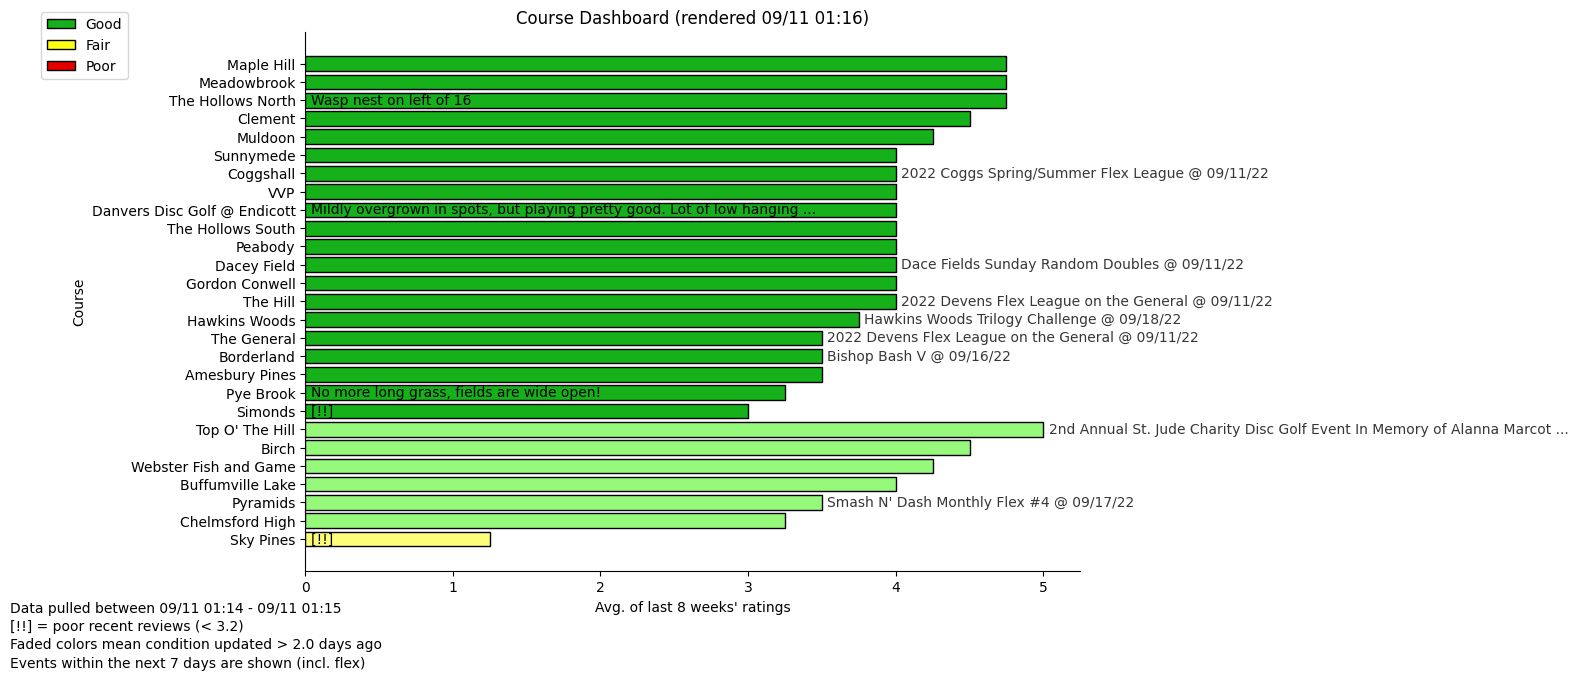 Good
Fair
Poor
Course Dashboard (rendered 09/11 01:16)
Course
Maple Hill
Meadowbrook
The Hollows North
Wasp nest on left of 16
Clement
Muldoon
Sunnymede
Coggshall
2022 Coggs Spring/Summer Flex League @ 09/11/22
VVP
Danvers Disc Golf @ Endicott
Mildly overgrown in spots, but playing pretty good. Lot of low hanging ...
The Hollows South
Peabody
Dacey Field
Dace Fields Sunday Random Doubles @ 09/11/22
Gordon Conwell
The Hill
2022 Devens Flex League on the General @ 09/11/22
Hawkins Woods
Hawkins Woods Trilogy Challenge @ 09/18/22
The General
2022 Devens Flex League on the General @ 09/11/22
Borderland
Bishop Bash V @ 09/16/22
Amesbury Pines
Pye Brook
No more long grass, fields are wide open!
Simonds
[!!]
Top O' The Hill
2nd Annual St. Jude Charity Disc Golf Event In Memory of Alanna Marcot ...
Birch
Webster Fish and Game
Buffumville Lake
Pyramids
Smash N' Dash Monthly Flex #4 @ 09/17/22
Chelmsford High
Sky Pines
[!!]
0 1 2 3 4 5
Avg. of last 8 weeks' ratings
Data pulled between 09/11 01:14 - 09/11 01:15
[!!] = poor recent reviews (< 3.2)
Faded colors mean condition updated > 2.0 days ago
Events within the next 7 days are shown (incl. flex)